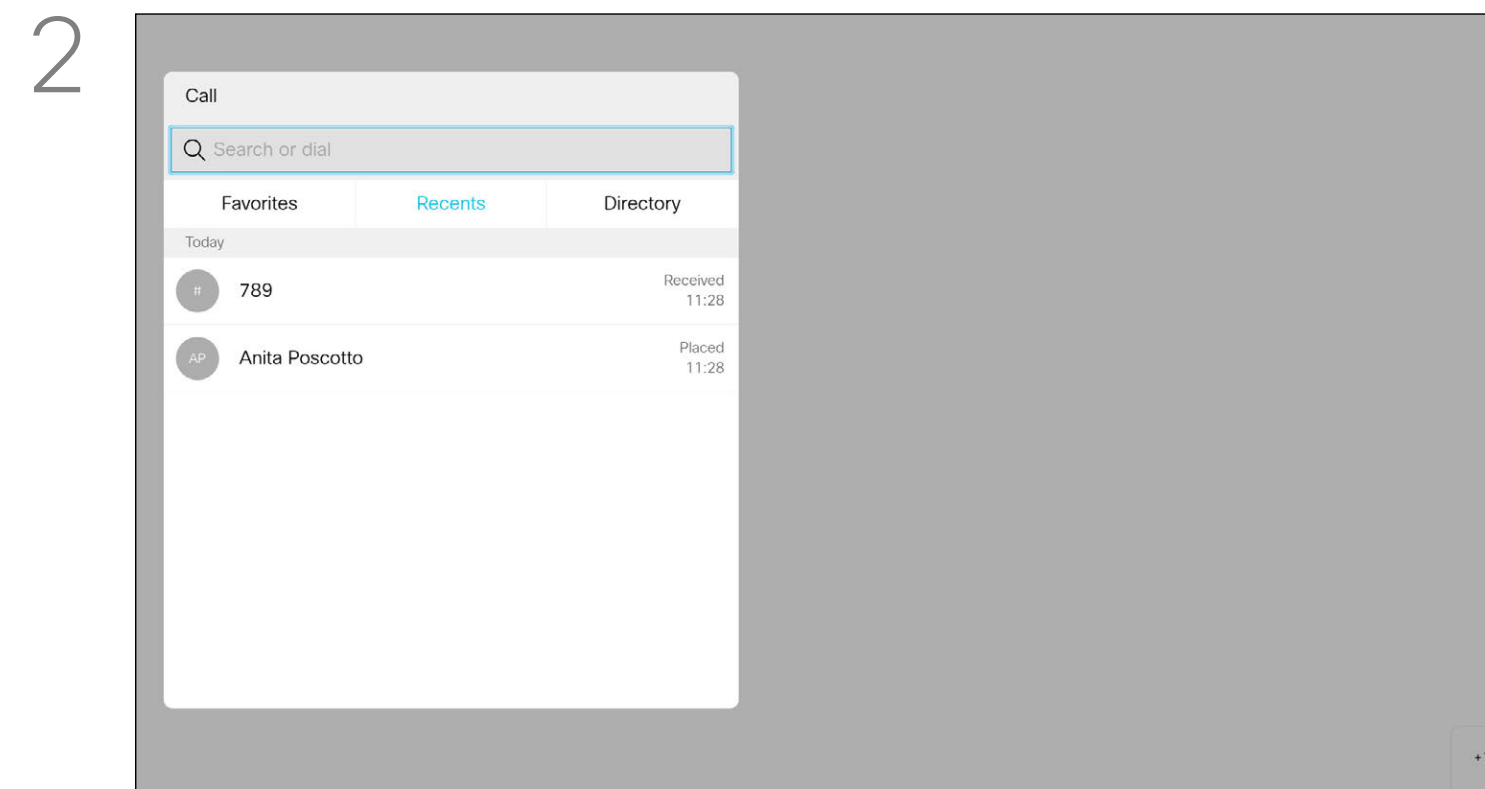 2
Call
Search or dial
Favorites Recents Directory
Today
# 789 Received
11:28
AP Anita Poscotto Placed
11:28